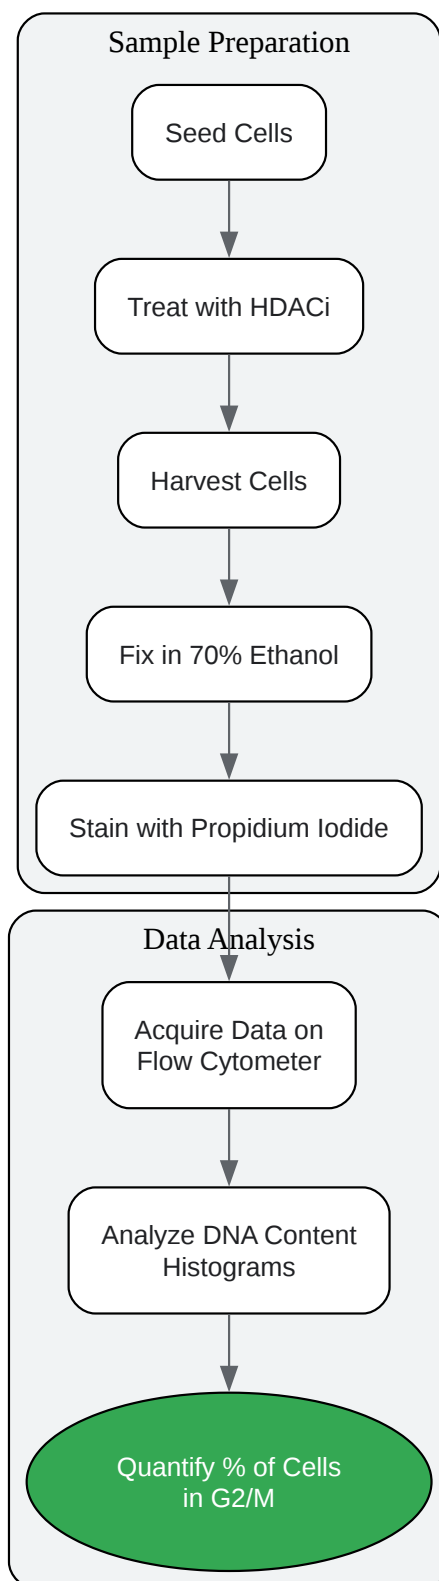 Sample Preparation
Seed Cells
Treat with HDACi
Harvest Cells
Fix in 70% Ethanol
Stain with Propidium Iodide
Data Analysis
Acquire Data on
Flow Cytometer
Analyze DNA Content
Histograms
Quantify % of Cells
in G2/M